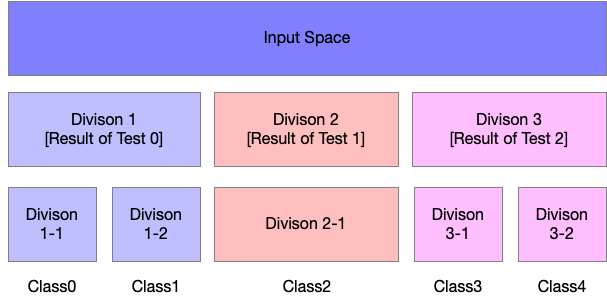 Input Space
Divison 1
[Result of Test 0]
Divison 2
[Result of Test 1]
Divison 3
[Result of Test 2]
Divison
1-1
Divison
1-2
Divison 2-1
Divison
3-1
Divison
3-2
Class0
Class1
Class2
Class3
Class4